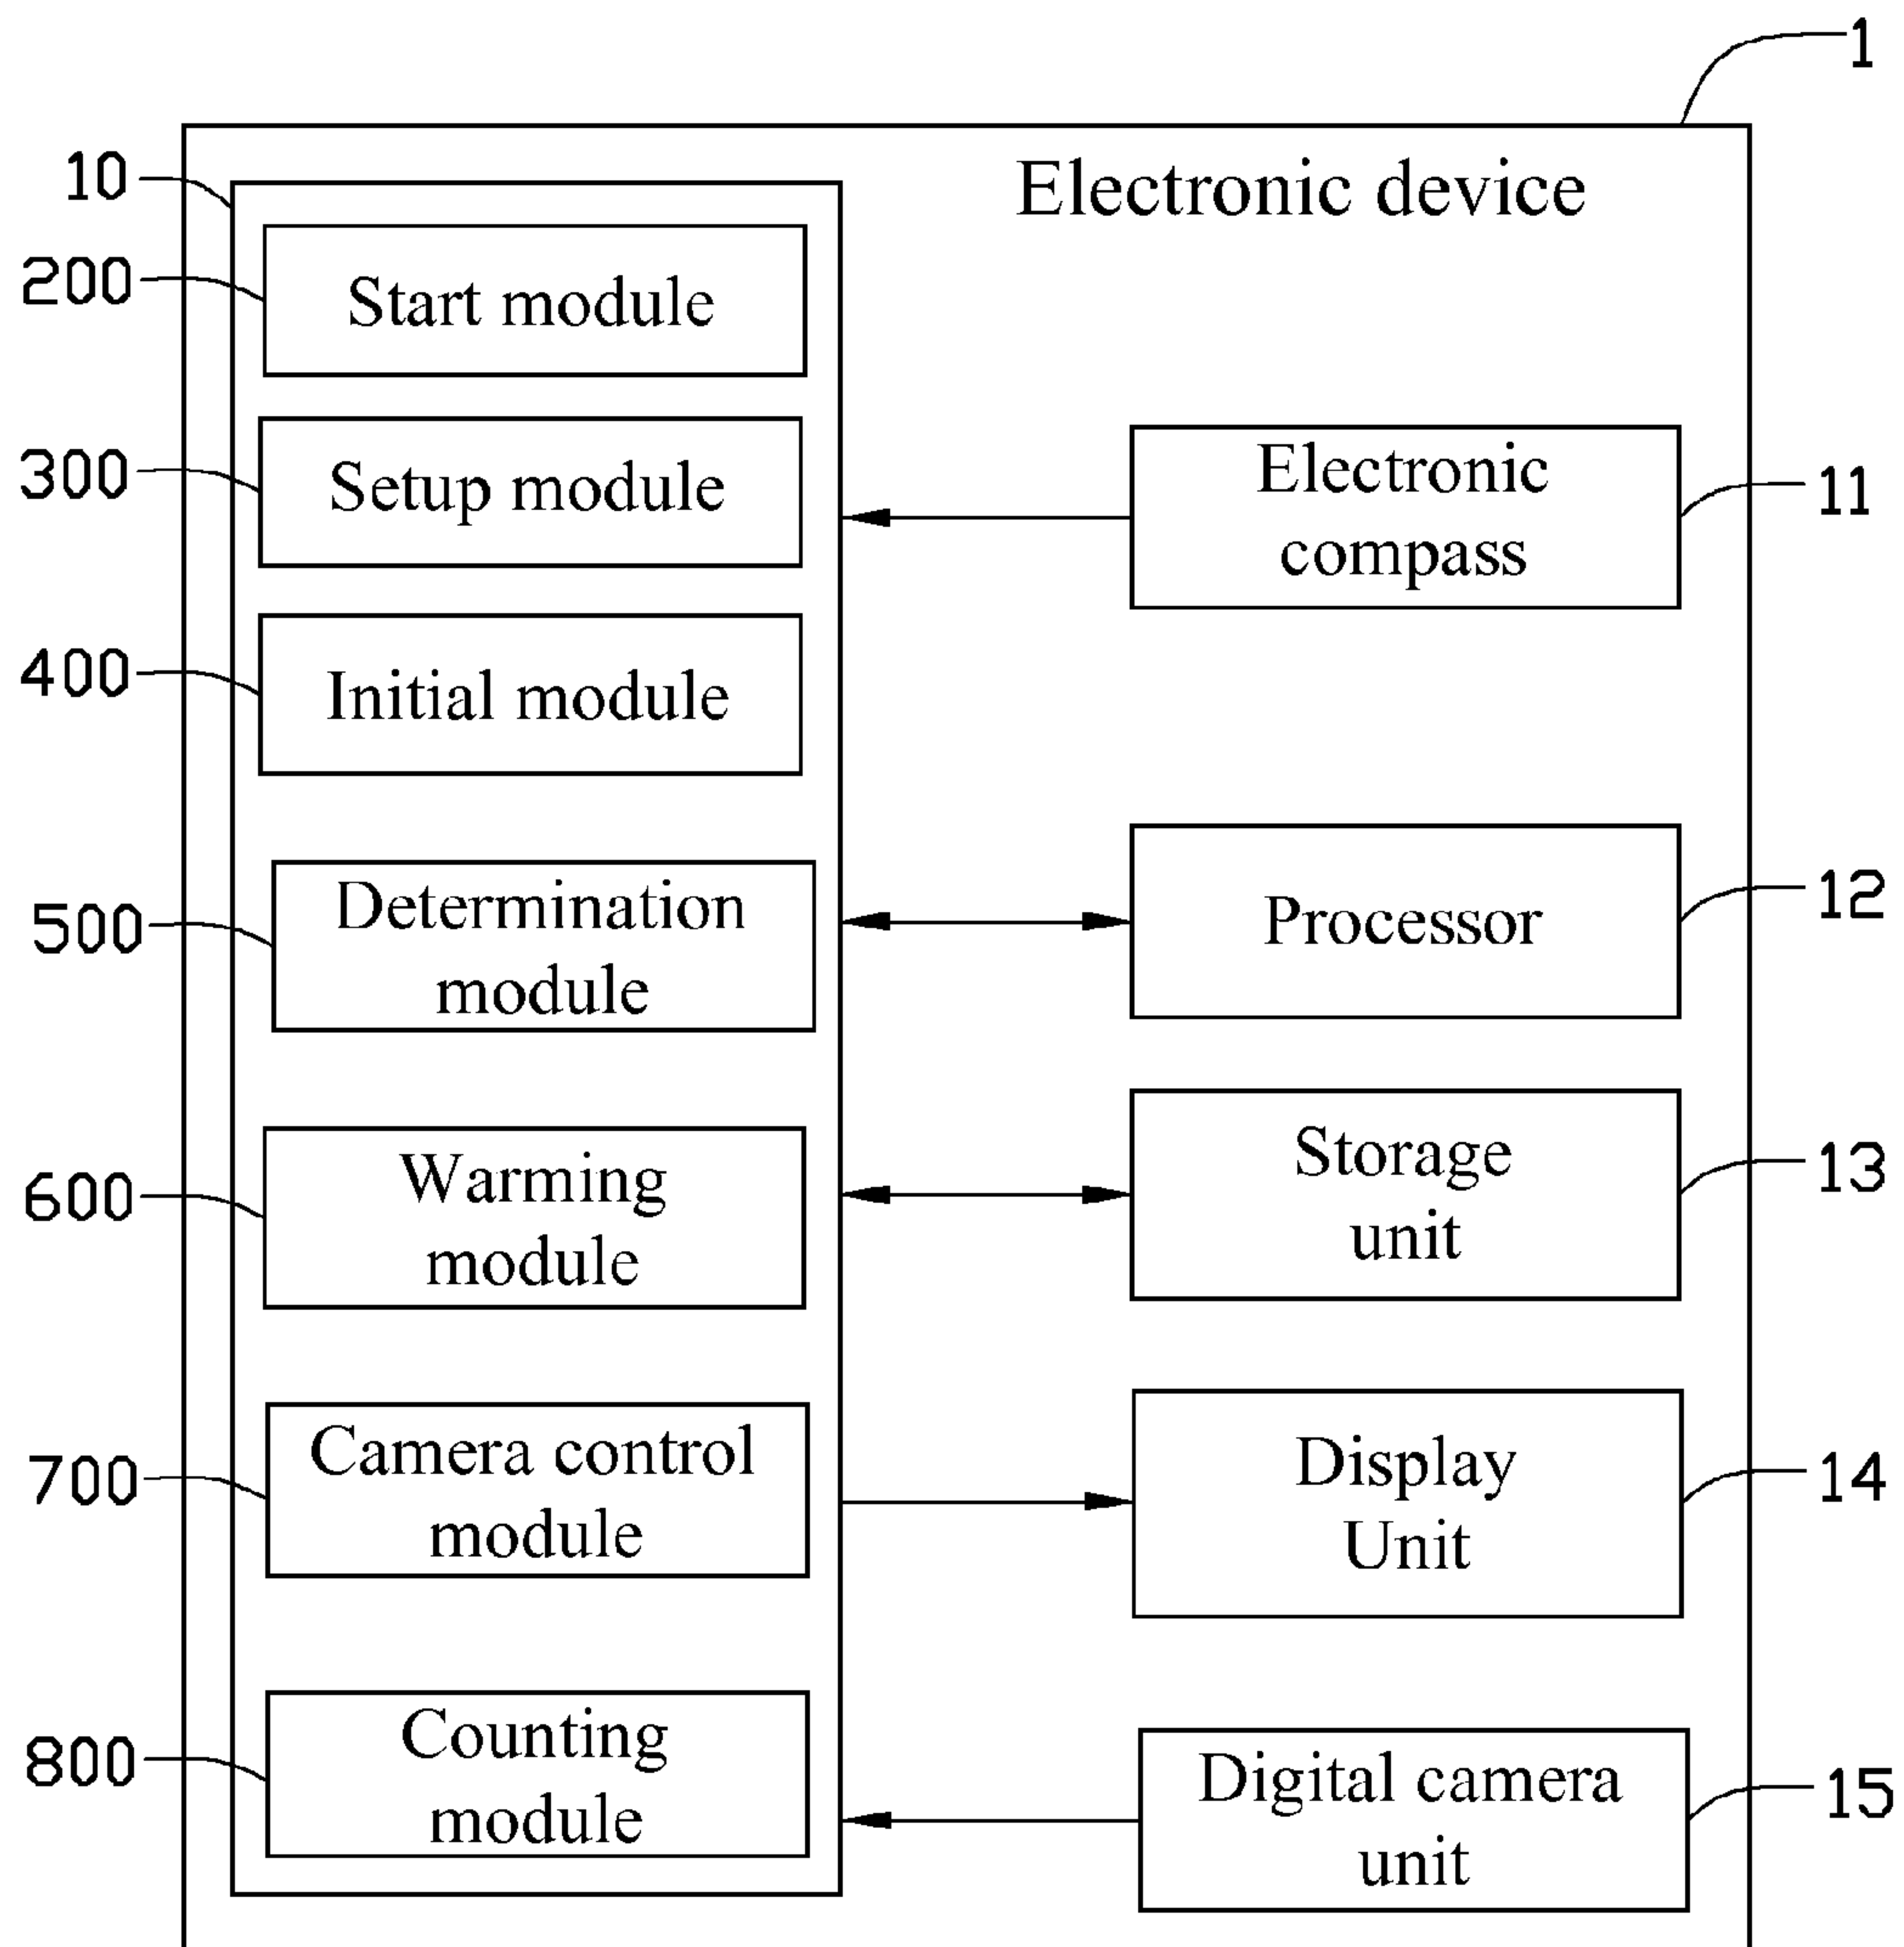 1
Electronic device
10
200
Start module
300
Setup module
Electronic
compass
11
400
Initial module
500
Determination
module
Processor
12
600
Warming
module
Storage
unit
13
700
Camera control
module
Display
Unit
14
800
Counting
module
Digital camera
unit
15